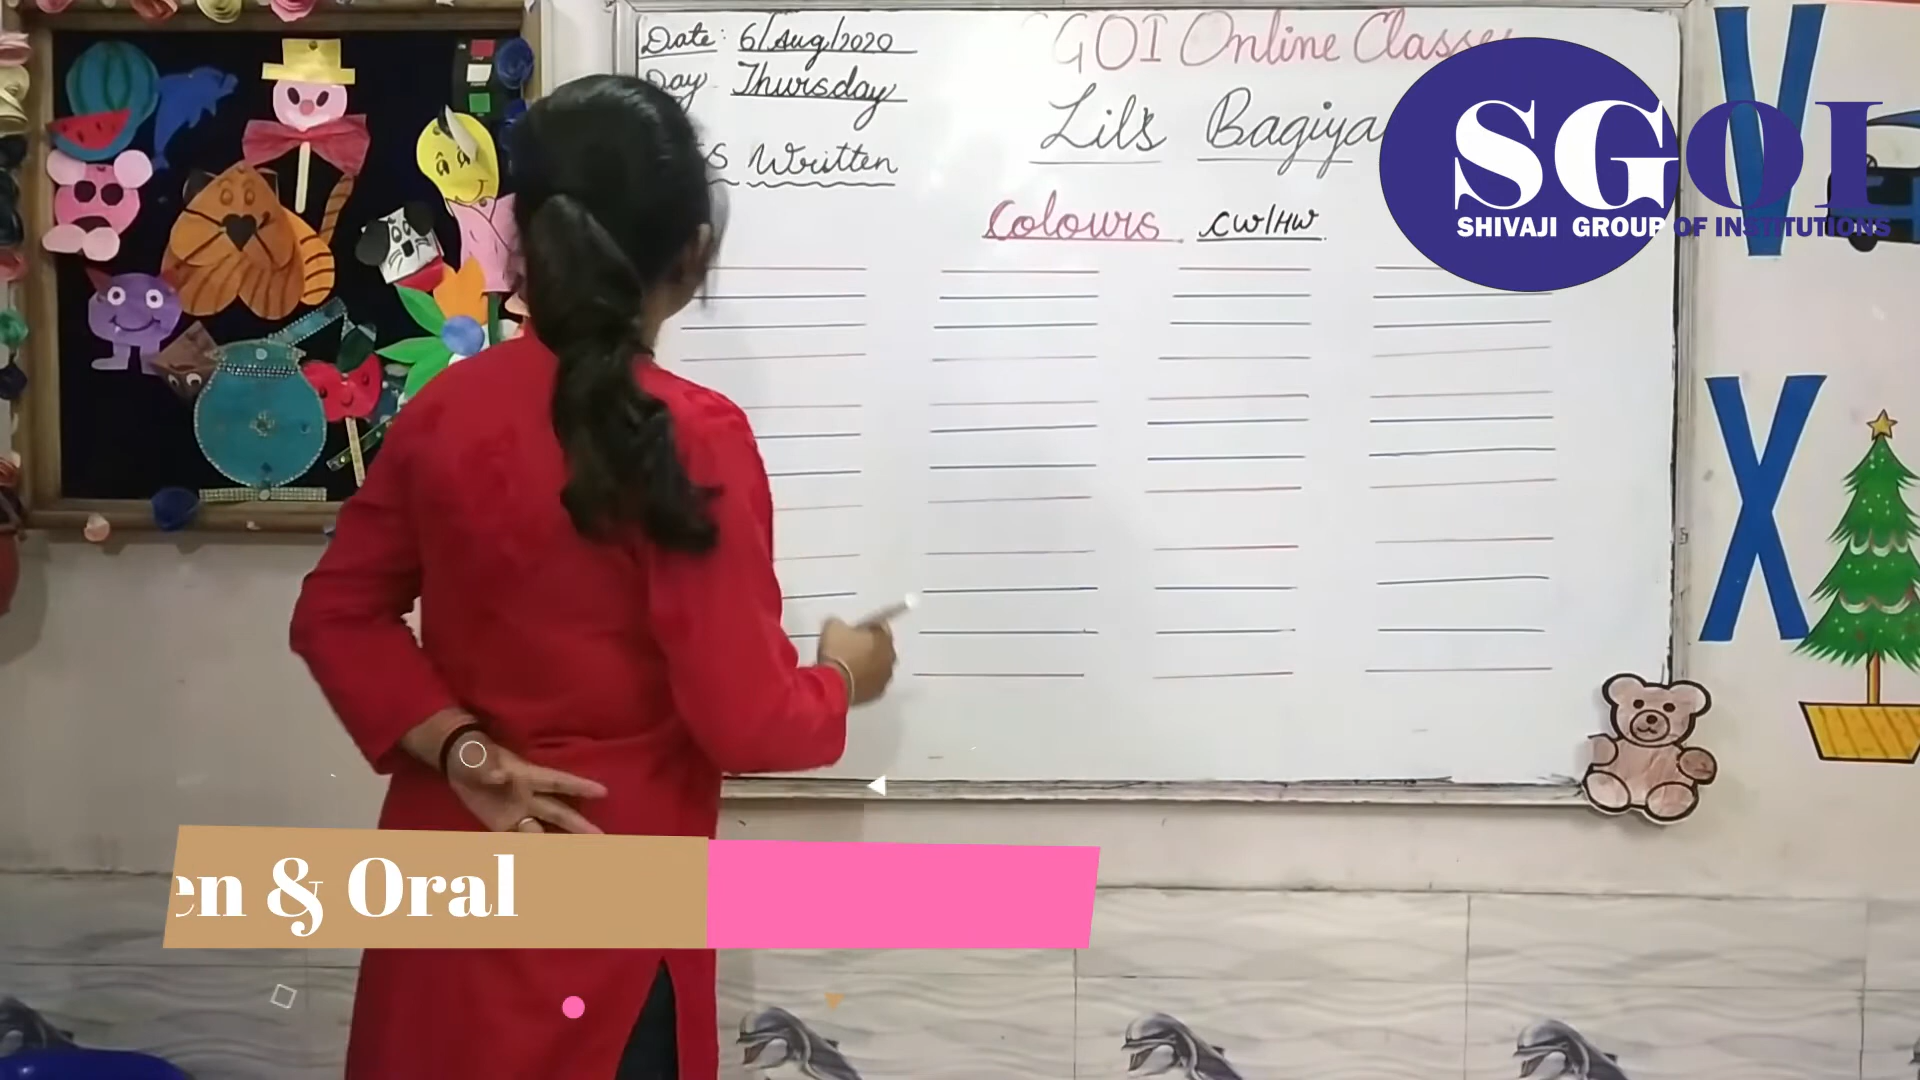 Date: 6/Aug/2020
Day Thursday
GOI Online Classes
Lil's Bagiya
Written
Colours CW/HW
SGOI
SHIVAJI GROUP OF INSTITUTIONS
V
X
en & Oral